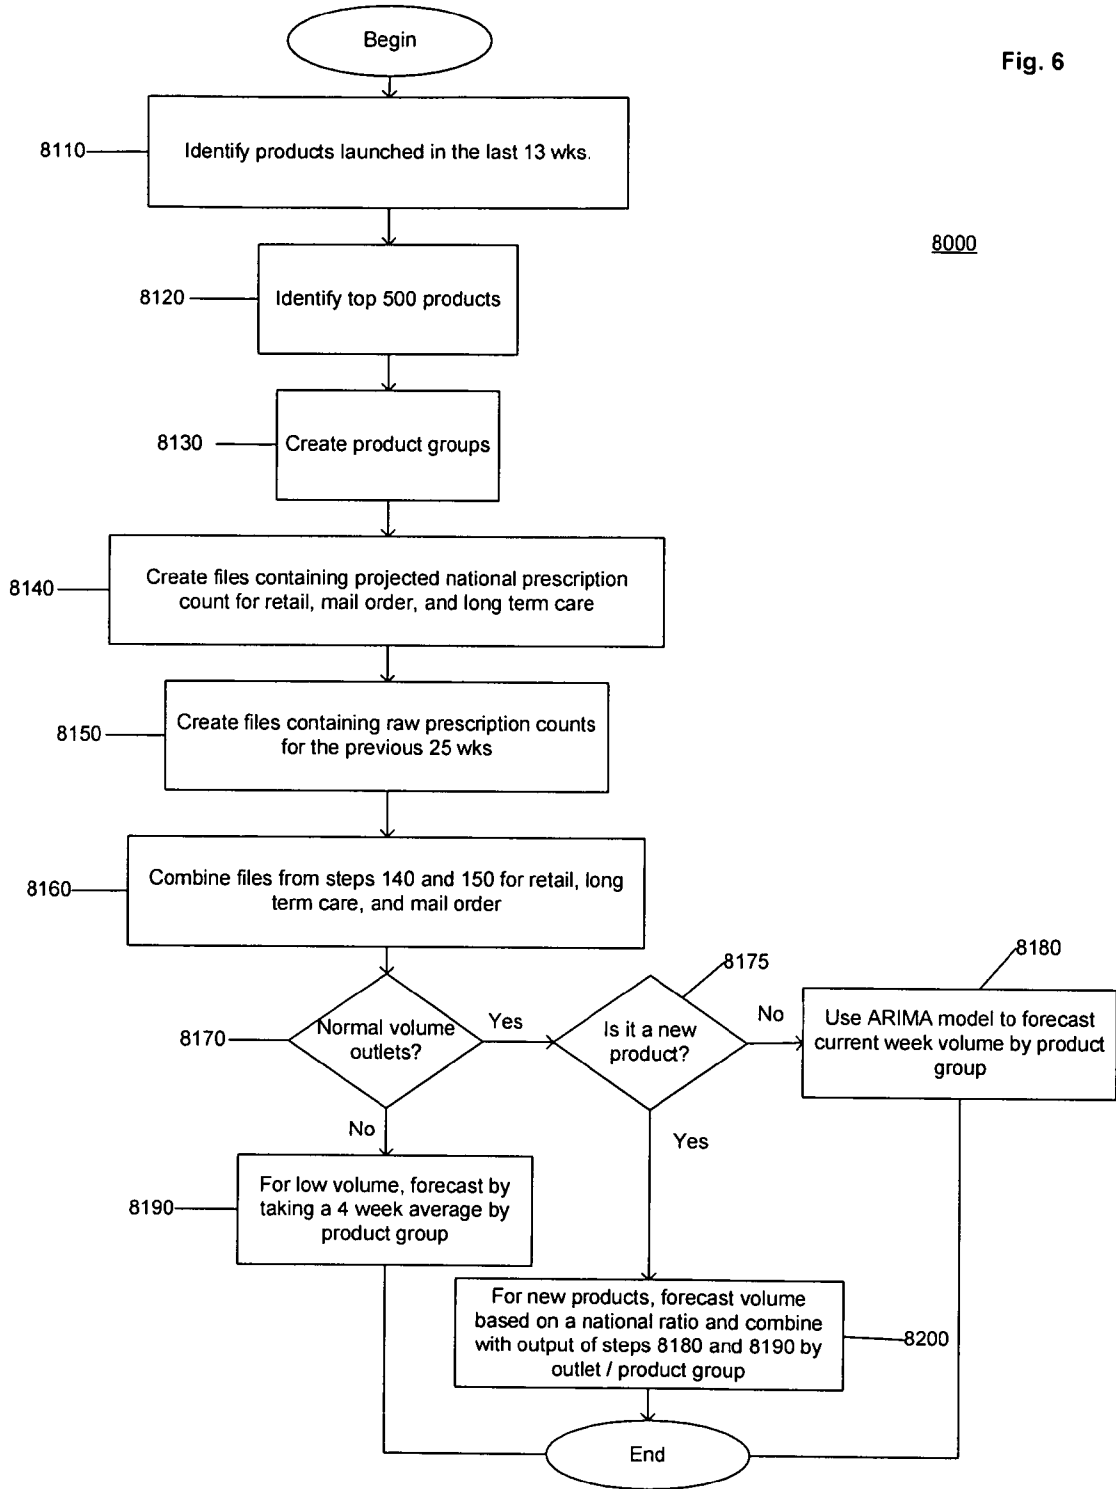 Begin
Fig. 6
8110
Identify products launched in the last 13 wks.
8000
8120
Identify top 500 products
8130
Create product groups
8140
Create files containing projected national prescription
count for retail, mail order, and long term care
8150
Create files containing raw prescription counts
for the previous 25 wks
8160
Combine files from steps 140 and 150 for retail, long
term care, and mail order
8170
Normal volume
outlets?
Yes
8175
Is it a new
product?
No
8180
Use ARIMA model to forecast
current week volume by product
group
No
Yes
8190
For low volume, forecast by
taking a 4 week average by
product group
For new products, forecast volume
based on a national ratio and combine
with output of steps 8180 and 8190 by
outlet / product group
8200
End